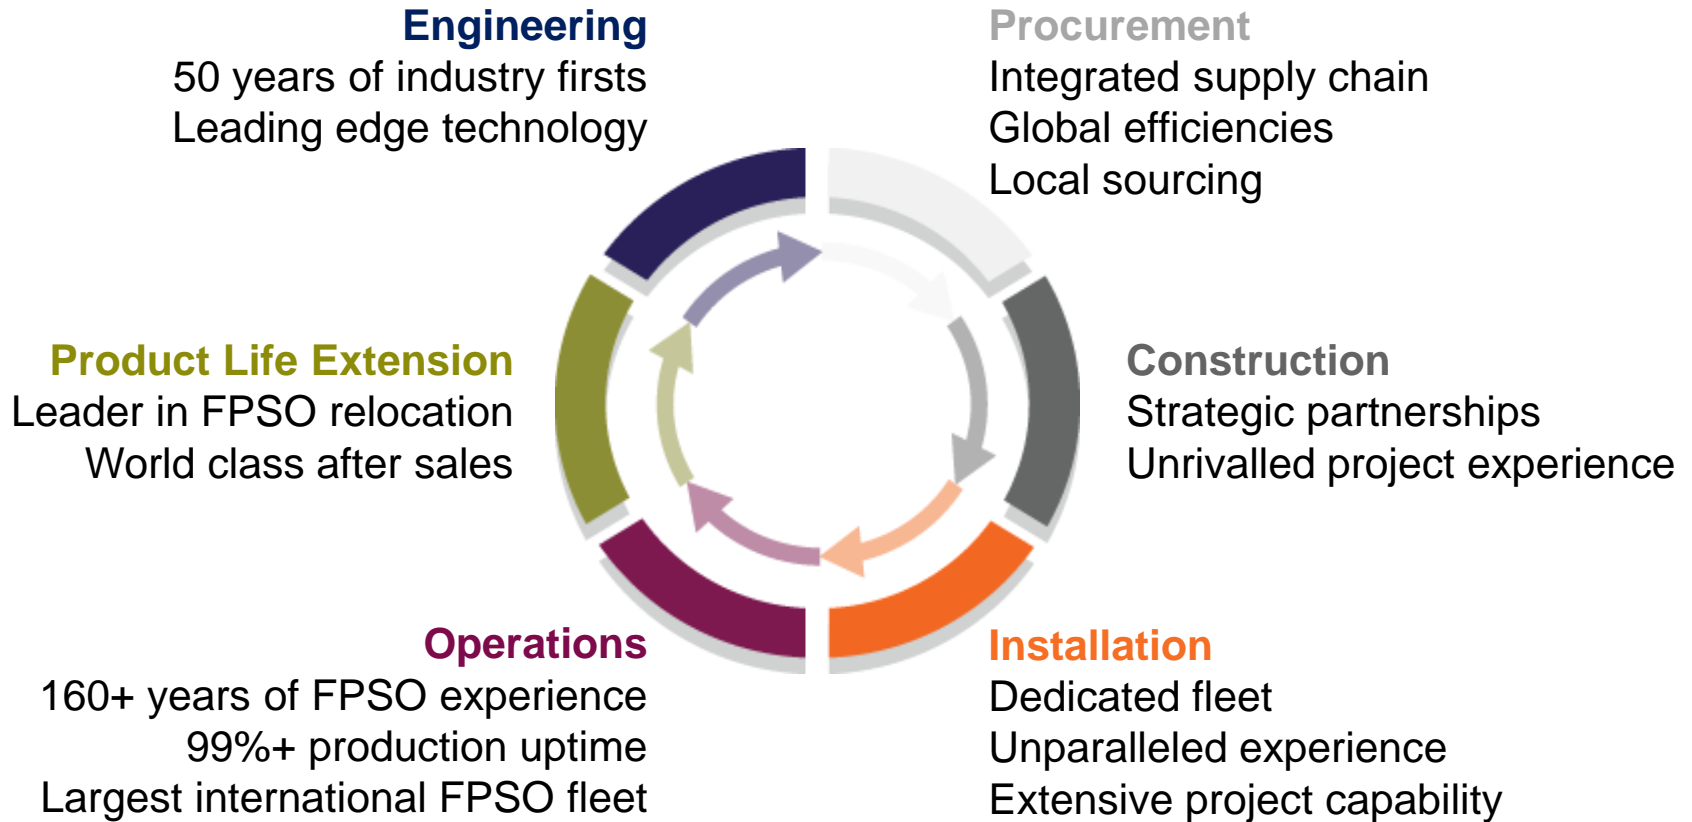 Engineering
50 years of industry firsts
Leading edge technology
Procurement
Integrated supply chain
Global efficiencies
Local sourcing
Product Life Extension
Leader in FPSO relocation
World class after sales
Construction
Strategic partnerships
Unrivalled project experience
Operations
160+ years of FPSO experience
99%+ production uptime
Largest international FPSO fleet
Installation
Dedicated fleet
Unparalleled experience
Extensive project capability